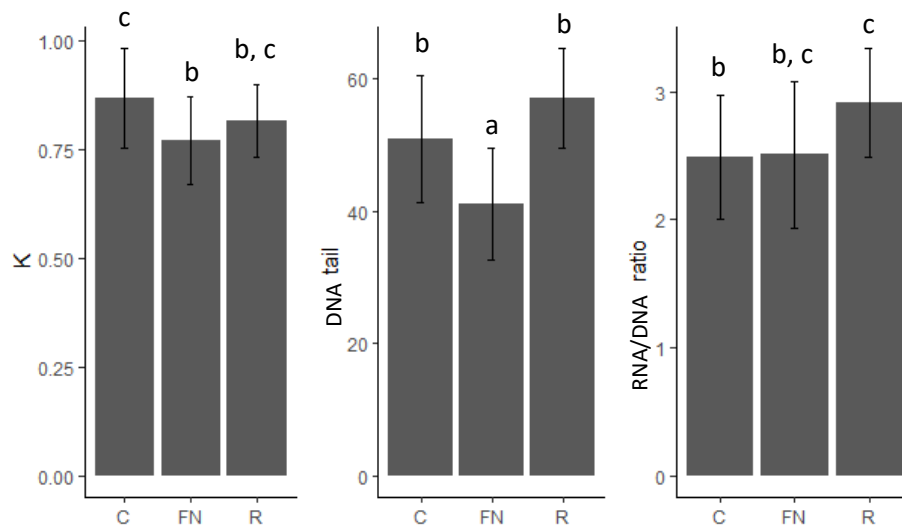 c
b
b, c
1.00
0.75
0.50
0.25
0.00
K
C FN R
b
a
b
60
40
20
0
DNA tail
C FN R
b
b, c
c
3
2
1
0
RNA/DNA ratio
C FN R